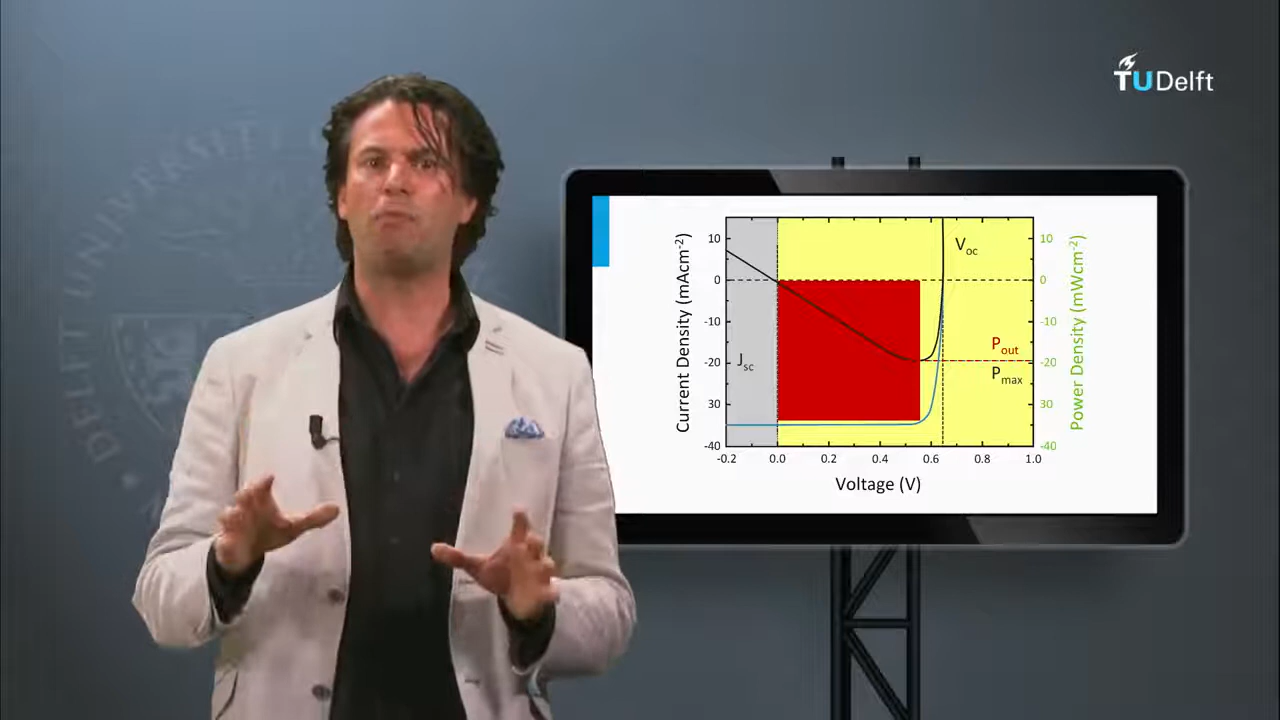 TUDelft
DELFT UNIVERSITY
Current Density (mAcm-2)
10
0
-10
-20
30
-40
Voc
Jsc
Pout
Pmax
10
0
-10
-20
30
-40
Power Density (mWcm-2)
-0.2 0.0 0.2 0.4 0.6 0.8 1.0
Voltage (V)